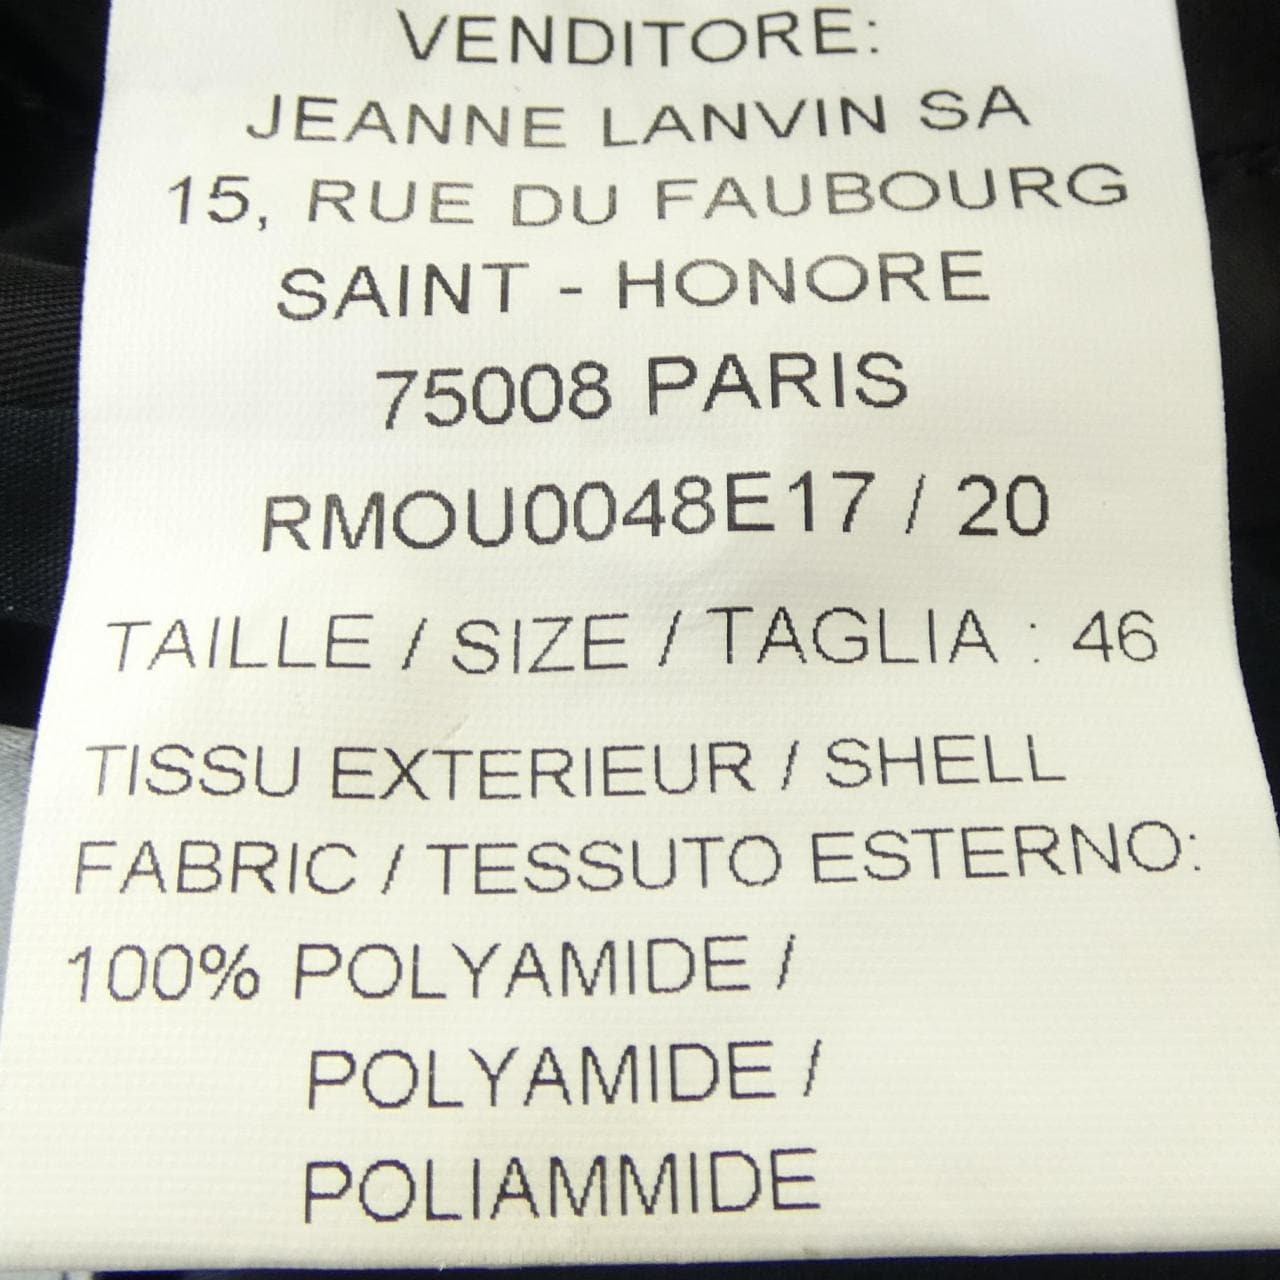 VENDITORE:
JEANNE LANVIN SA
15, RUE DU FAUBOURG
SAINT - HONORE
75008 PARIS
RMOU0048E17 / 20
TAILLE / SIZE / TAGLIA : 46
TISSU EXTERIEUR / SHELL
FABRIC / TESSUTO ESTERNO:
100% POLYAMIDE /
POLYAMIDE /
POLIAMMIDE